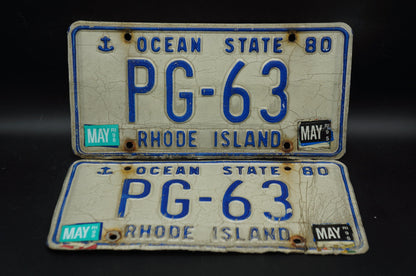 OCEAN STATE 80
PG-63
MAY MAY
RHODE ISLAND
OCEAN STATE 80
PG-63
MAY MAY
RHODE ISLAND